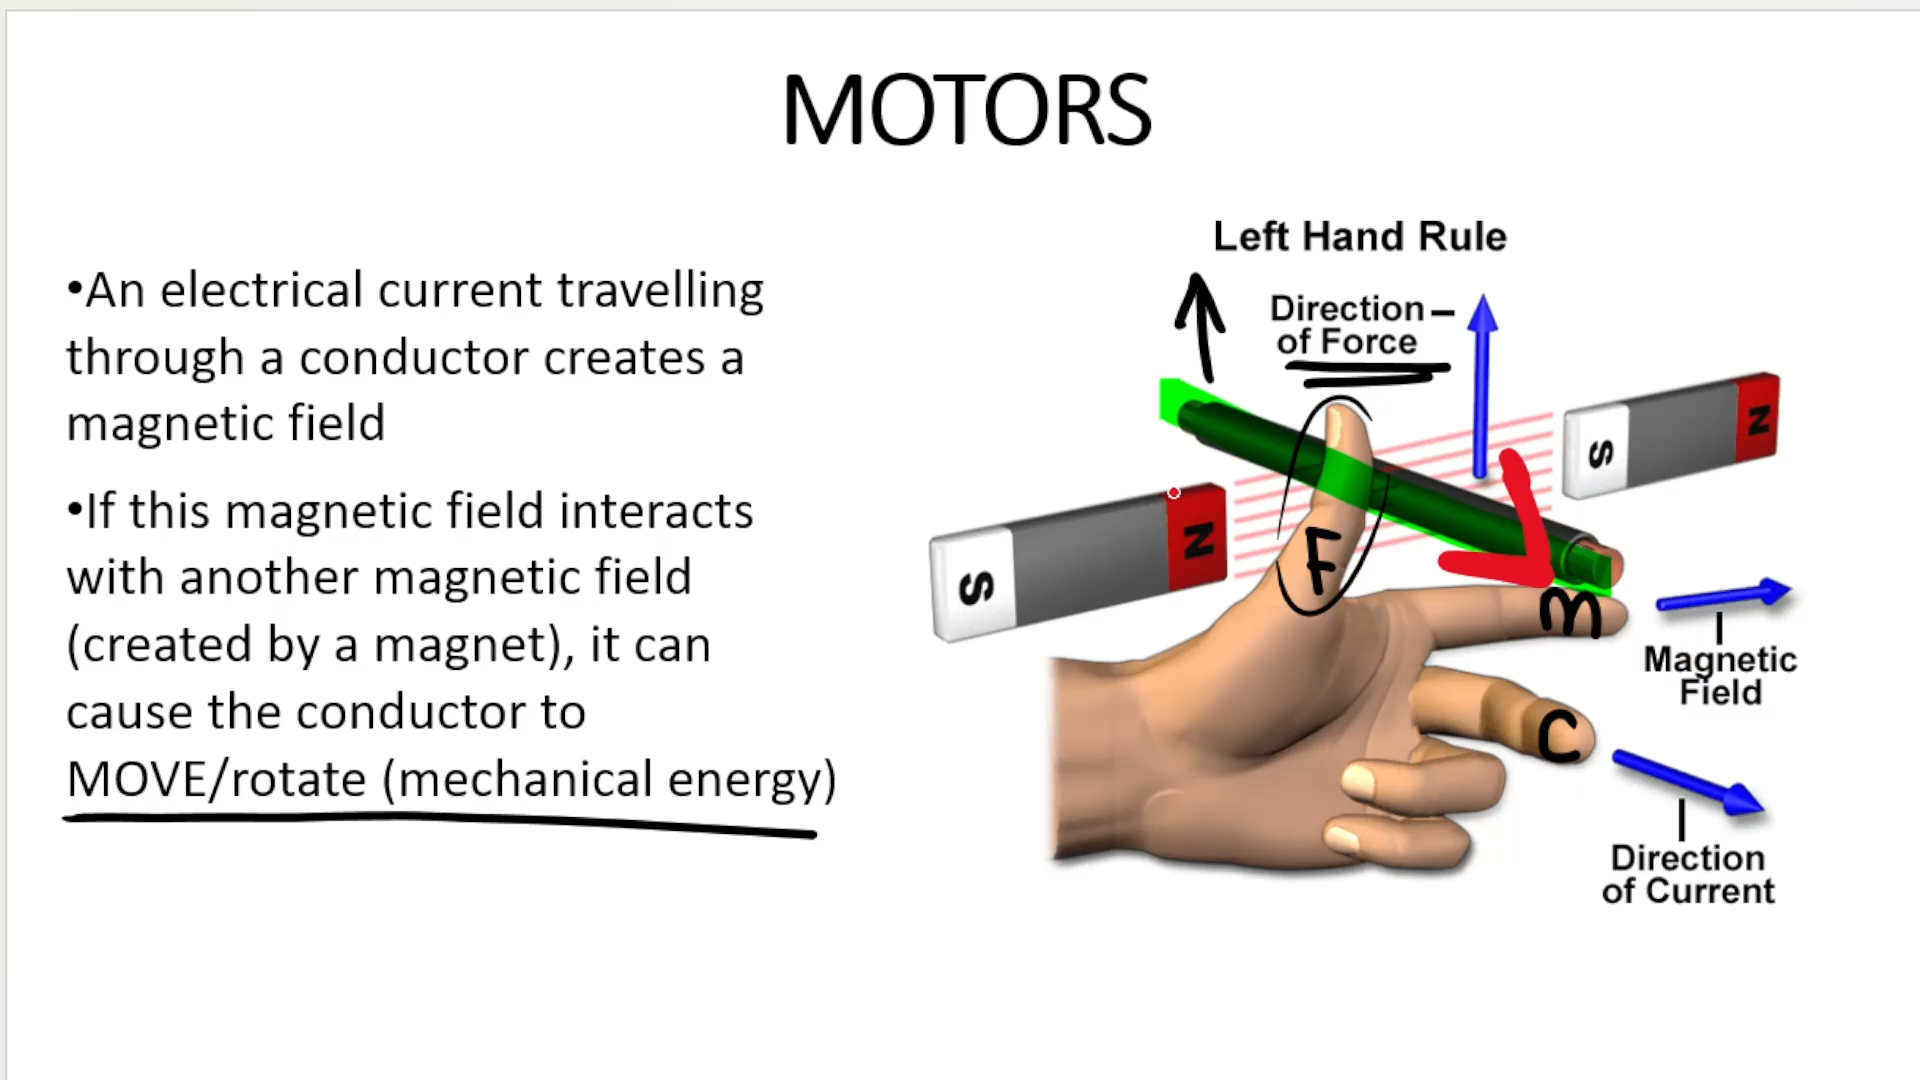 MOTORS
•An electrical current travelling
through a conductor creates a
magnetic field
•If this magnetic field interacts
with another magnetic field
(created by a magnet), it can
cause the conductor to
MOVE/rotate (mechanical energy)
Left Hand Rule
Direction
of Force
S
N
S
N
F
M
C
Magnetic
Field
Direction
of Current